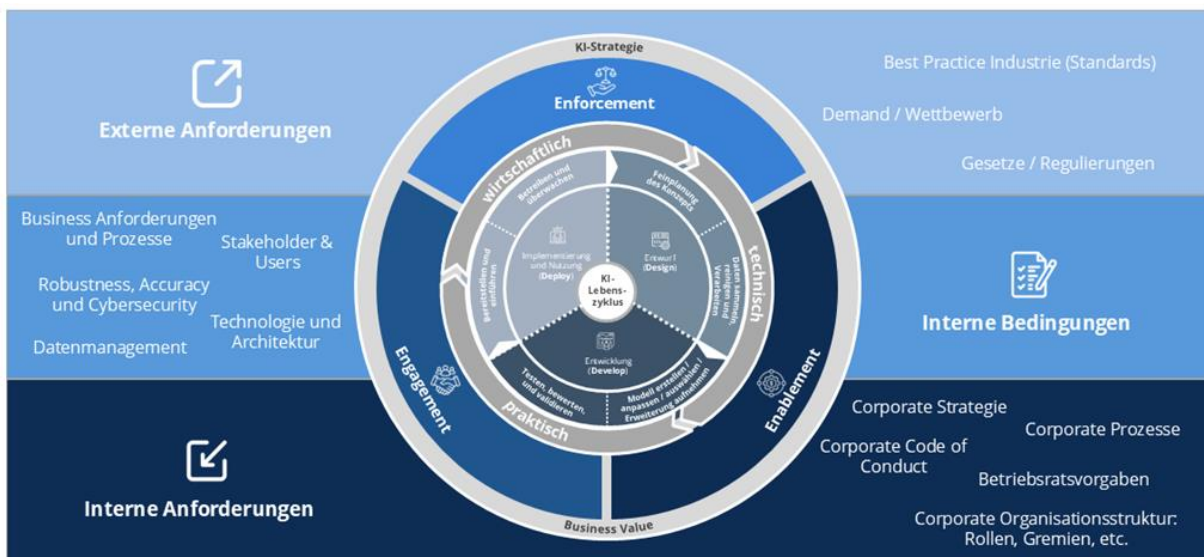 KI-Strategie
Enforcement
Externe Anforderungen
Best Practice Industrie (Standards)
Demand / Wettbewerb
Gesetze / Regulierungen
Business Anforderungen
und Prozesse
Stakeholder &
Users
Robustness, Accuracy
und Cybersecurity
Technologie und
Architektur
Datenmanagement
Interne Bedingungen
Interne Anforderungen
Corporate Strategie
Corporate Prozesse
Corporate Code of
Conduct
Betriebsratsvorgaben
Corporate Organisationsstruktur:
Rollen, Gremien, etc.
Engagement
Enablement
Business Value
wirtschaftlich
technisch
praktisch
Betreiben und
überwachen
Feinplanung
des Konzepts
Bereitstellen und
einführen
Daten sammeln,
reinigen und
Verarbeiten
Testen, bewerten,
und validieren
Modell erstellen /
anpassen / auswählen /
Erweiterung aufnehmen
Implementierung
und Nutzung
(Deploy)
Entwurf
(Design)
KI-
Lebens-
zyklus
Entwicklung
(Develop)